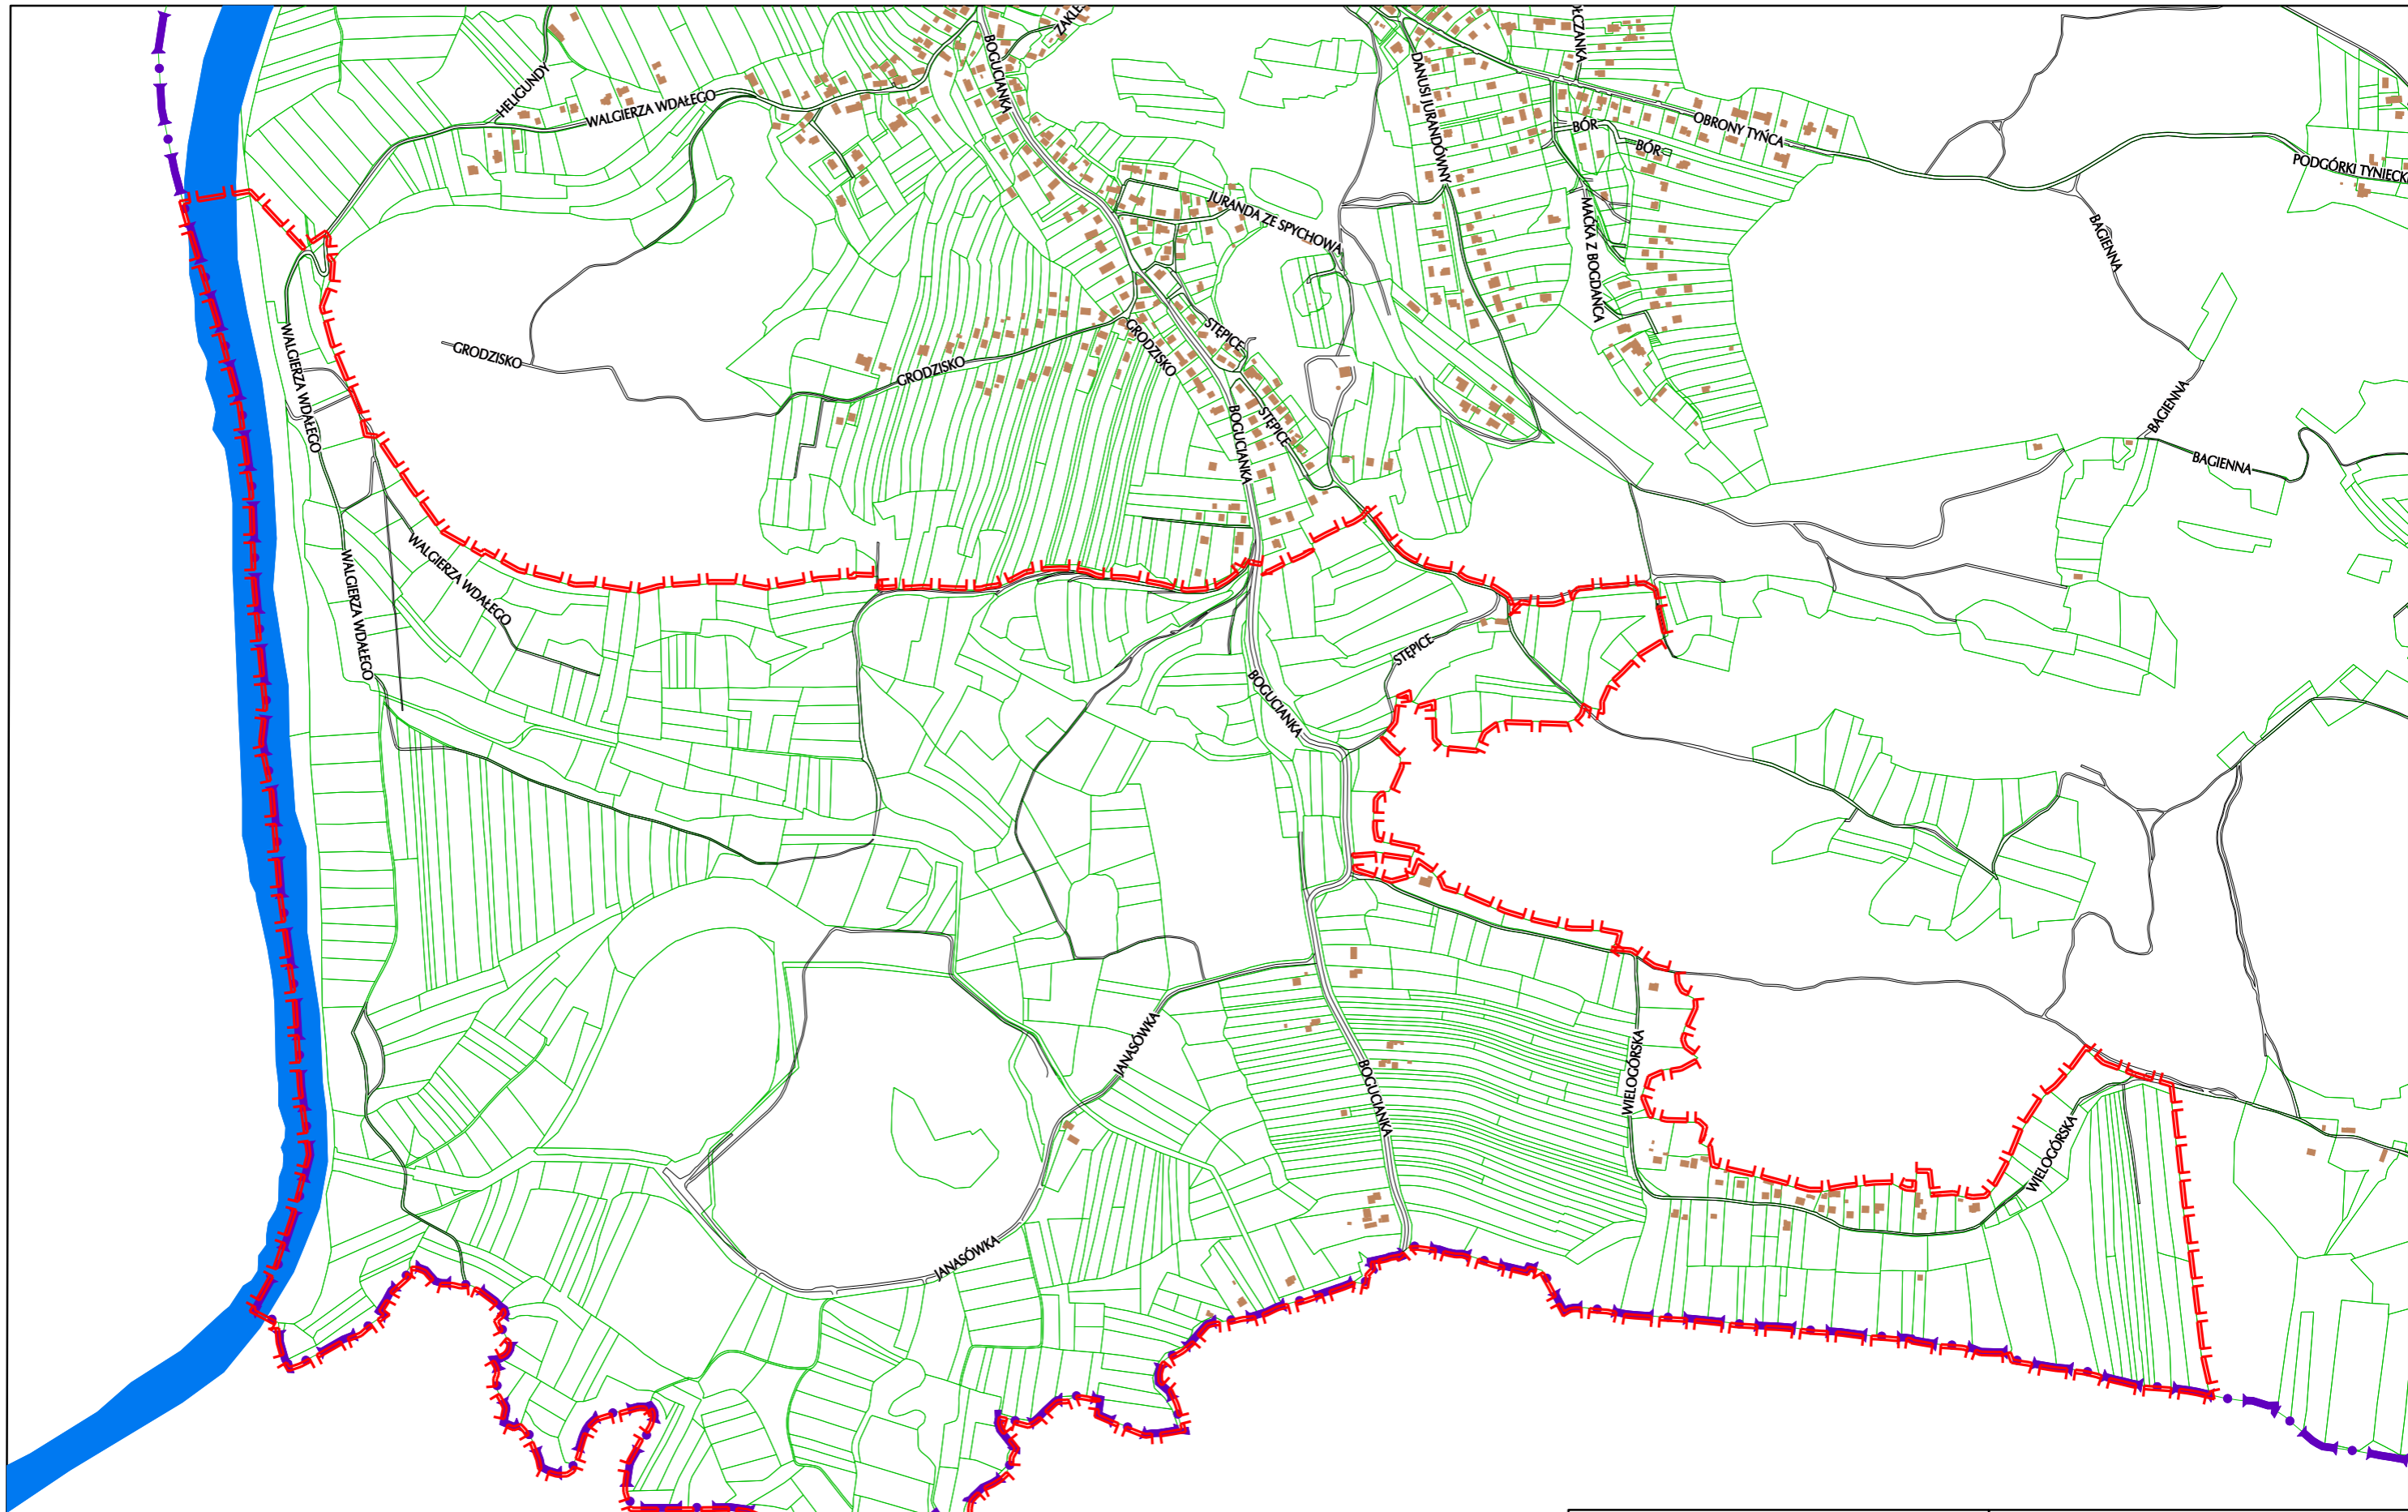 BOGUCIANKA
ZAKLE
HELIGUNDY
WALGIERZA WDAŁEGO
DANUSI JURANDÓWNY
BÓR
BÓR
OBRONY TYŃCA
PODGÓRKI TYNIECKI
BAGIENNA
JURANDA ZE SPYCHOWA
MAĆKA Z BOGDAŃCA
WALGIERZA WDAŁEGO
GRODZISKO
GRODZISKO
GRODZISKO
STĘPICE
STĘPICE
BOGUCIANKA
BAGIENNA
BAGIENNA
WALGIERZA WDAŁEGO
WALGIERZA WDAŁEGO
STĘPICE
BOGUCIANKA
JANASÓWKA
BOGUCIANKA
WIELOGÓRSKA
WIELOGÓRSKA
JANASÓWKA